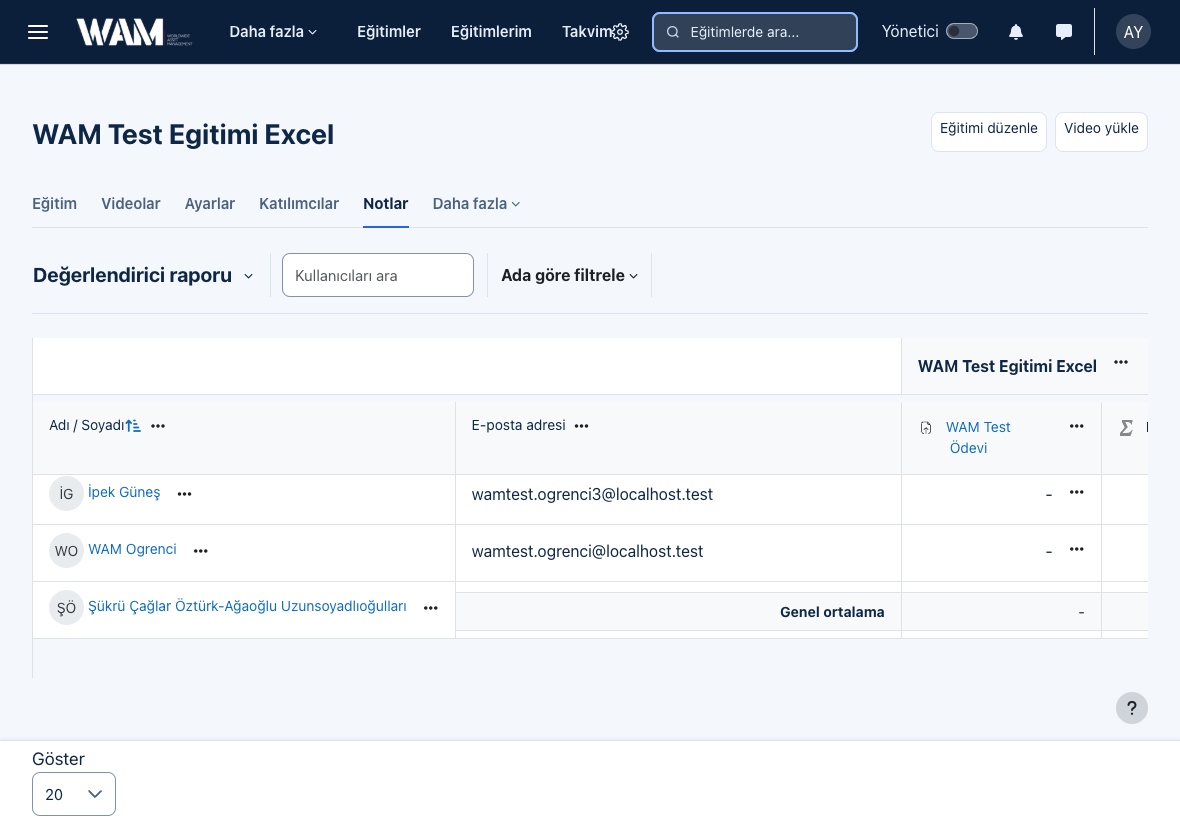 WAM WORLDWIDE ASSET MANAGEMENT
Daha fazla
Eğitimler
Eğitimlerim
Takvim
Eğitimlerde ara...
Yönetici
AY
WAM Test Egitimi Excel
Eğitimi düzenle
Video yükle
Eğitim
Videolar
Ayarlar
Katılımcılar
Notlar
Daha fazla
Değerlendirici raporu
Kullanıcıları ara
Ada göre filtrele
WAM Test Egitimi Excel
Adı / Soyadı
E-posta adresi
WAM Test
Ödevi
İG İpek Güneş
wamtest.ogrenci3@localhost.test
-
WO WAM Ogrenci
wamtest.ogrenci@localhost.test
-
ŞÖ Şükrü Çağlar Öztürk-Ağaoğlu Uzunsoyadlıoğulları
Genel ortalama
-
?
Göster
20